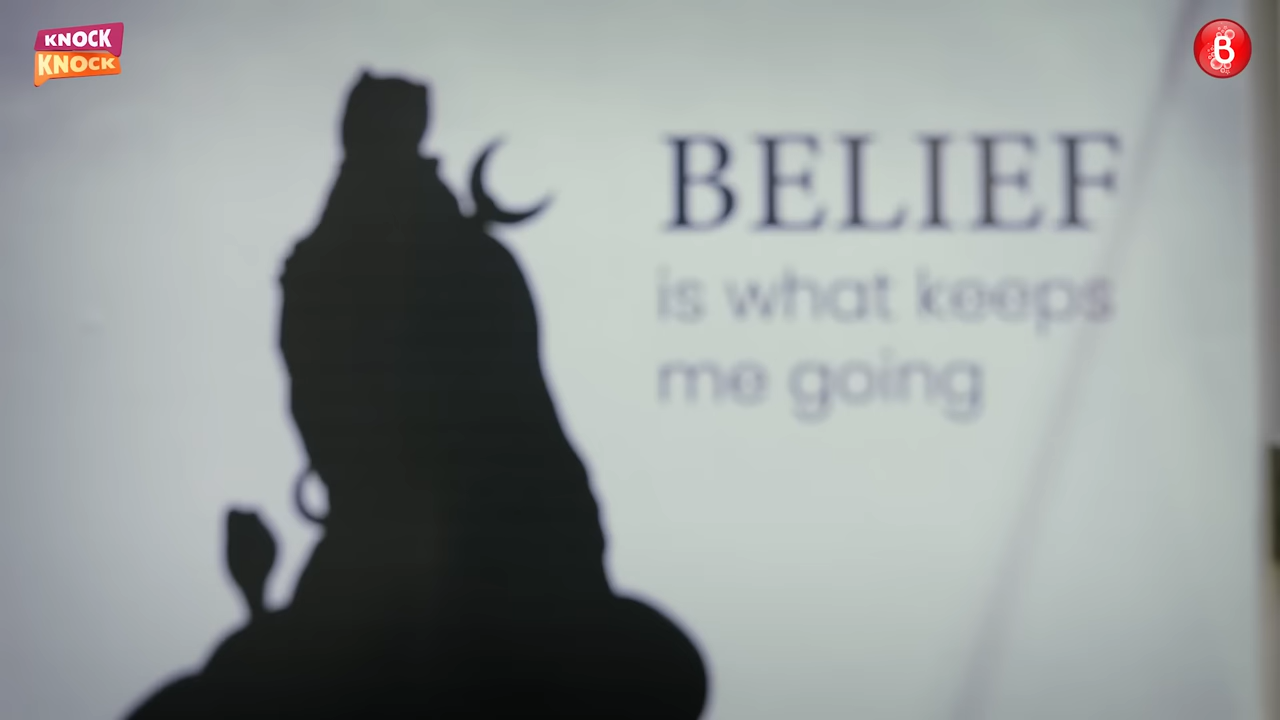 KNOCK
KNOCK
B
BELIEF
is what keeps
me going